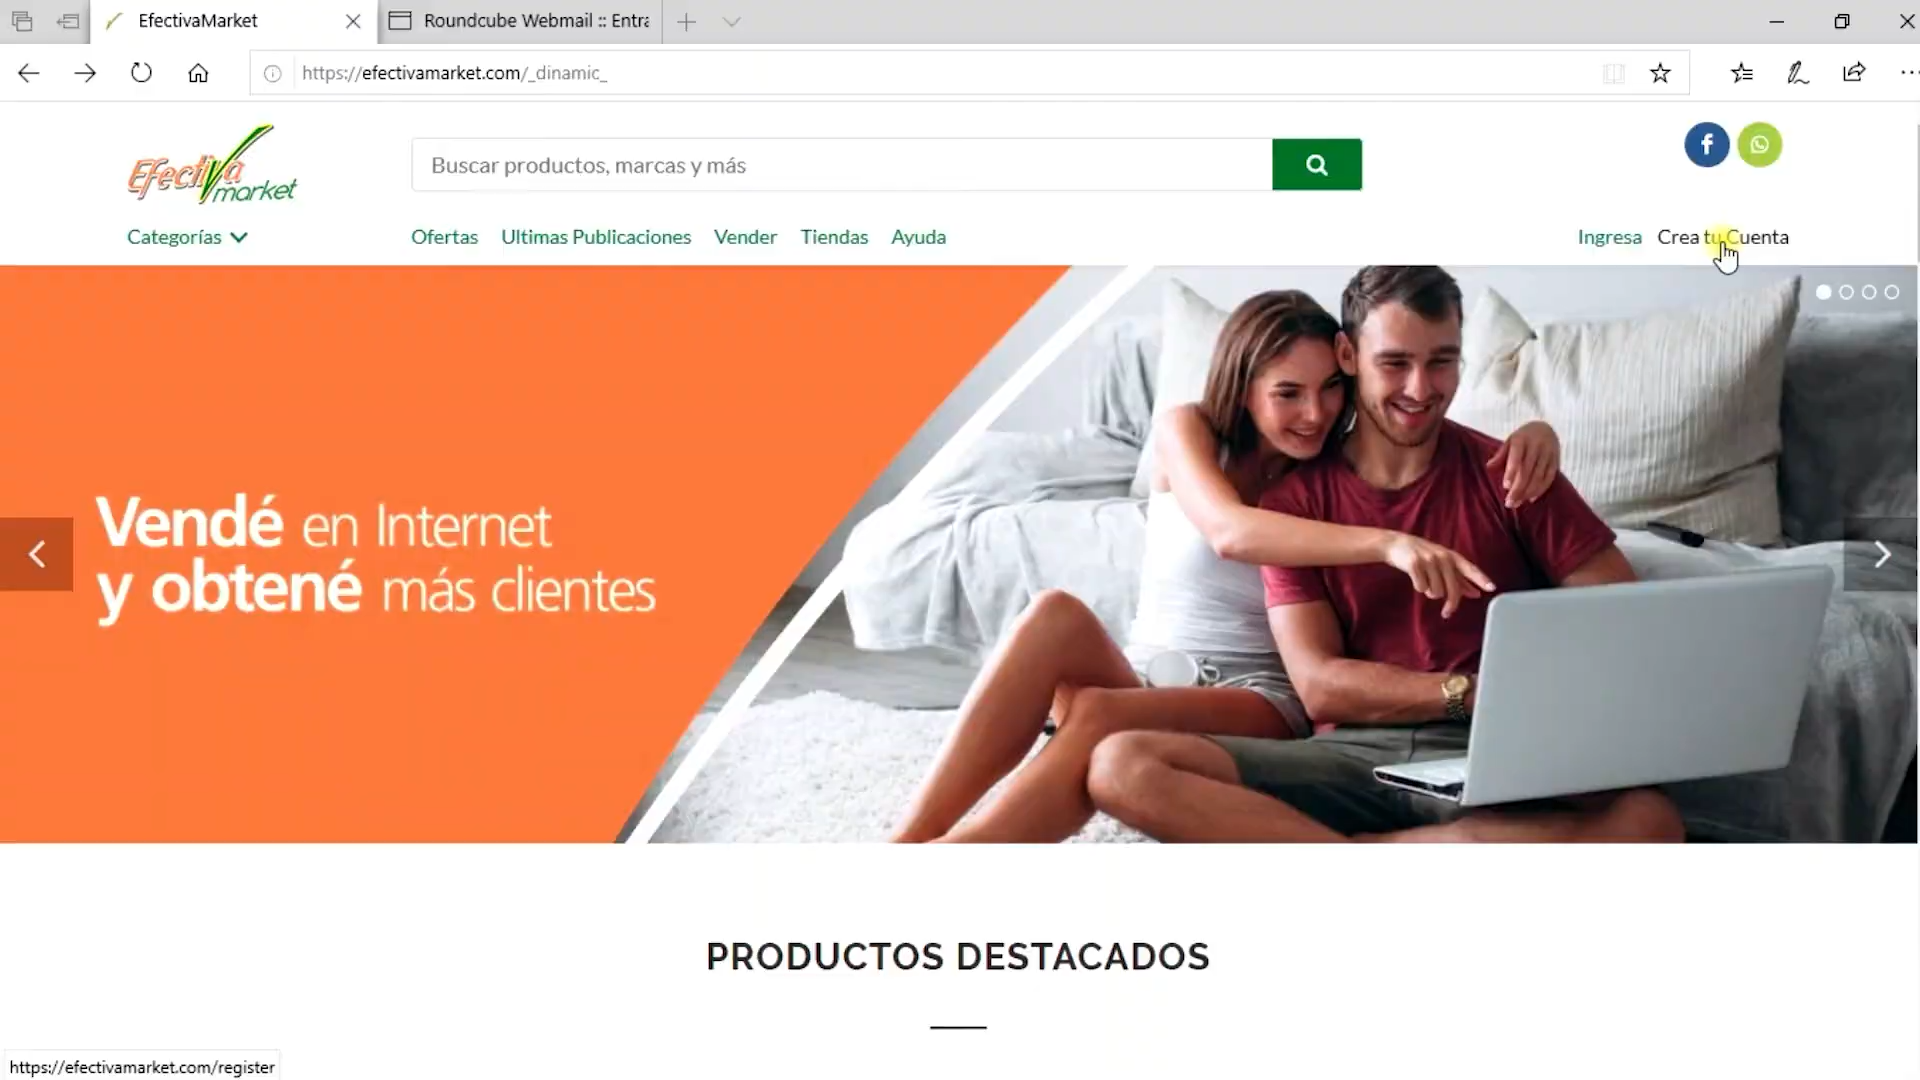 EfectivaMarket
Roundcube Webmail :: Entra
https://efectivamarket.com/_dinamic_
Efectiva
market
Buscar productos, marcas y más
Categorías
Ofertas
Ultimas Publicaciones
Vender
Tiendas
Ayuda
Ingresa
Crea tu Cuenta
Vendé en Internet
y obtené más clientes
PRODUCTOS DESTACADOS
https://efectivamarket.com/register